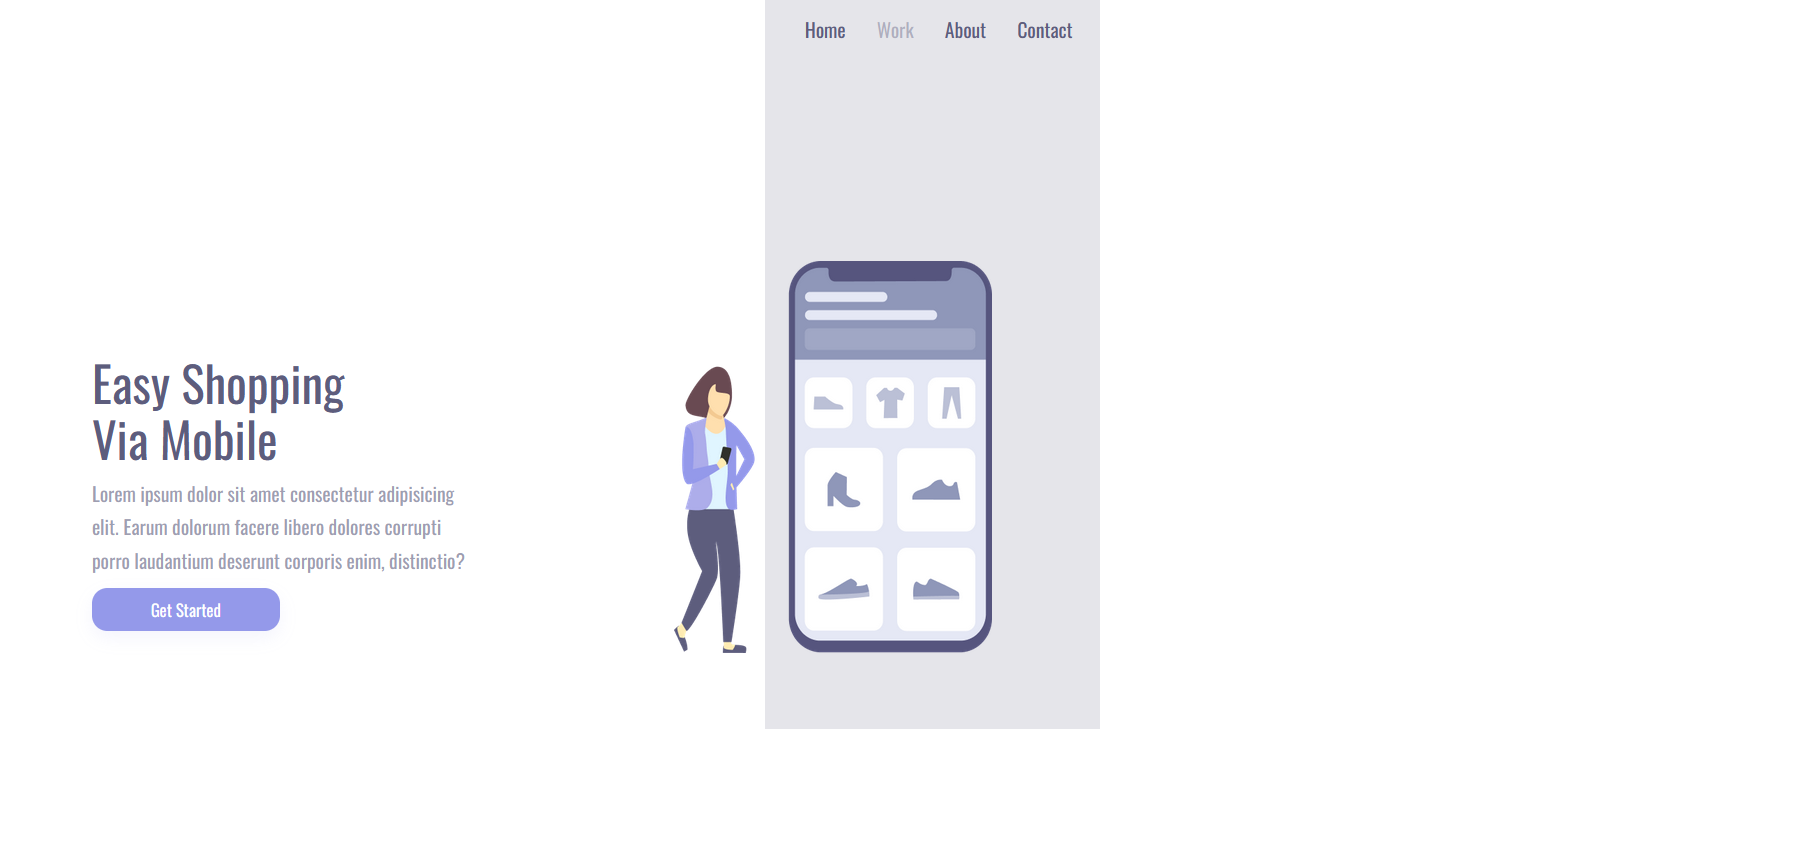 Home Work About Contact
Easy Shopping
Via Mobile
Lorem ipsum dolor sit amet consectetur adipisicing
elit. Earum dolorum facere libero dolores corrupti
porro laudantium deserunt corporis enim, distinctio?
Get Started